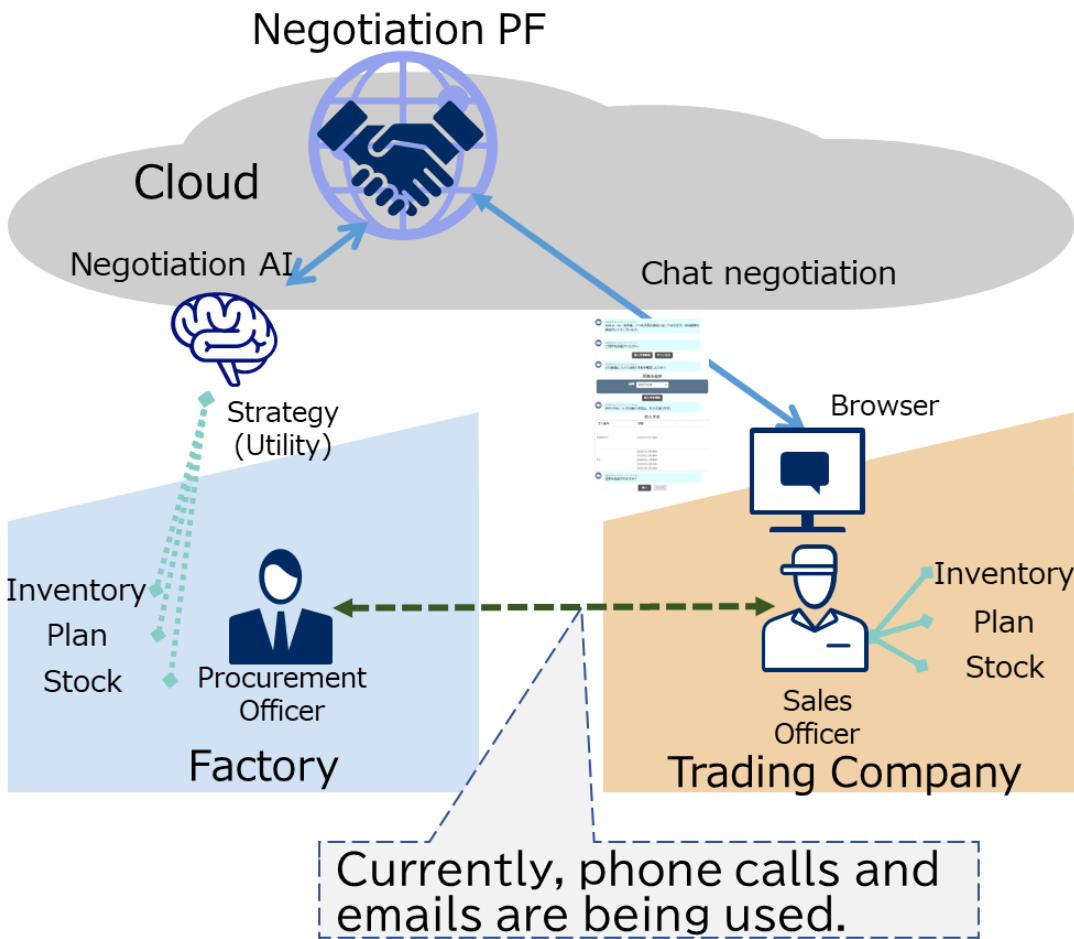 Negotiation PF
Cloud
Negotiation AI
Chat negotiation
Strategy
(Utility)
Browser
Inventory
Plan
Stock
Procurement
Officer
Factory
Inventory
Plan
Stock
Sales
Officer
Trading Company
Currently, phone calls and
emails are being used.